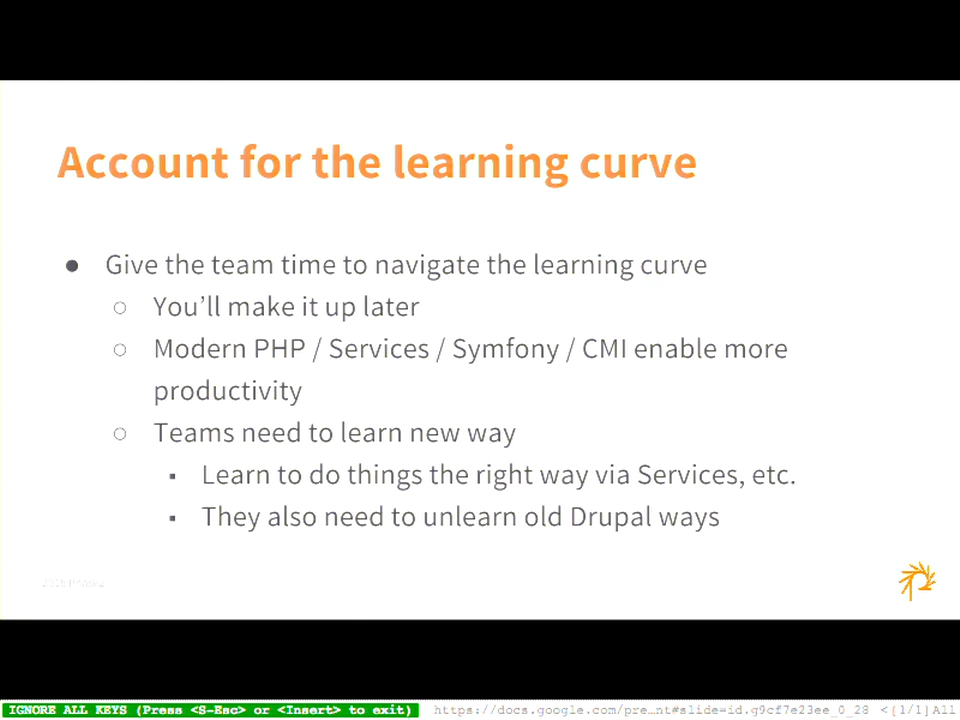 Account for the learning curve
● Give the team time to navigate the learning curve
○ You’ll make it up later
○ Modern PHP / Services / Symfony / CMI enable more
productivity
○ Teams need to learn new way
▪ Learn to do things the right way via Services, etc.
▪ They also need to unlearn old Drupal ways
IGNORE ALL KEYS (Press <S-Esc> or <Insert> to exit) https://docs.google.com/pre…nt#slide=id.g9cf7e23ee_0_28 <{1/1]All